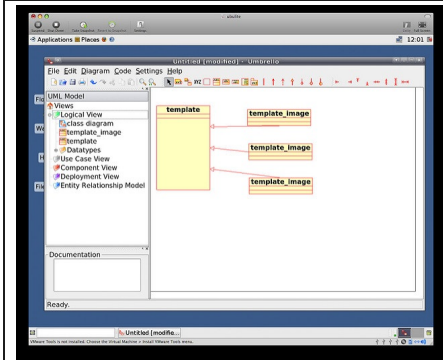 Applications Places
12:01
Untitled [modified] - Umbrello
File Edit Diagram Code Settings Help
UML Model
Views
Logical View
class diagram
template_image
template
Datatypes
Use Case View
Component View
Deployment View
Entity Relationship Model
Documentation
template
template_image
template_image
template_image
Ready.
Untitled [modifie...
VMware Tools is not installed. Choose the Virtual Machine > Install VMware Tools menu.